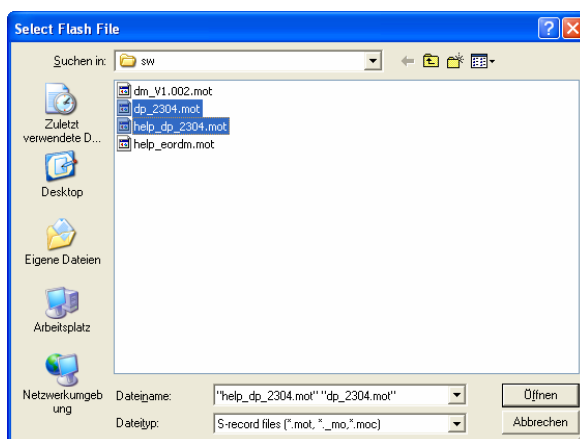 Select Flash File
Suchen in:
sw
dm_V1.002.mot
dp_2304.mot
help_dp_2304.mot
help_eordm.mot
Zuletzt
verwendete D...
Desktop
Eigene Dateien
Arbeitsplatz
Netzwerkumgeb
ung
Dateiname:
"help_dp_2304.mot" "dp_2304.mot"
Öffnen
Dateityp:
S-record files (*.mot, *._mo,*.moc)
Abbrechen